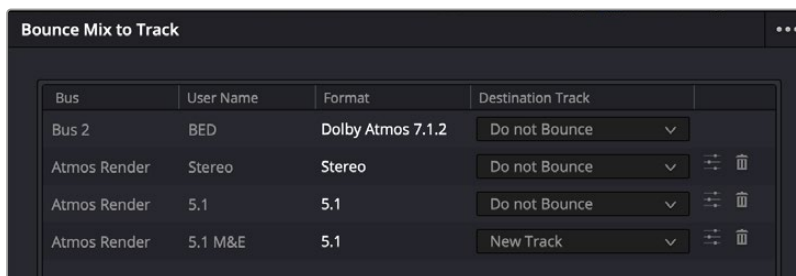 Bounce Mix to Track
Bus User Name Format Destination Track
Bus 2 BED Dolby Atmos 7.1.2 Do not Bounce
Atmos Render Stereo Stereo Do not Bounce
Atmos Render 5.1 5.1 Do not Bounce
Atmos Render 5.1 M&E 5.1 New Track